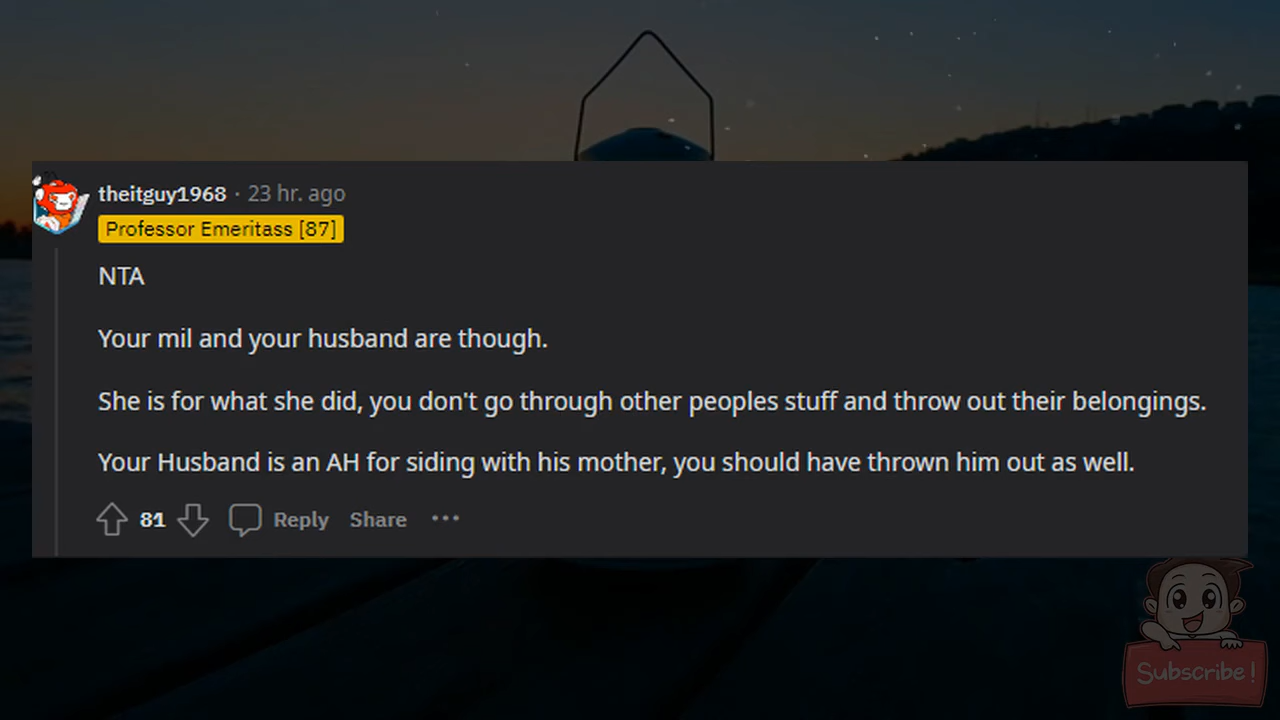 theitguy1968 · 23 hr. ago
Professor Emeritass [87]
NTA
Your mil and your husband are though.
She is for what she did, you don't go through other peoples stuff and throw out their belongings.
Your Husband is an AH for siding with his mother, you should have thrown him out as well.
81 Reply Share ···
Subscribe!